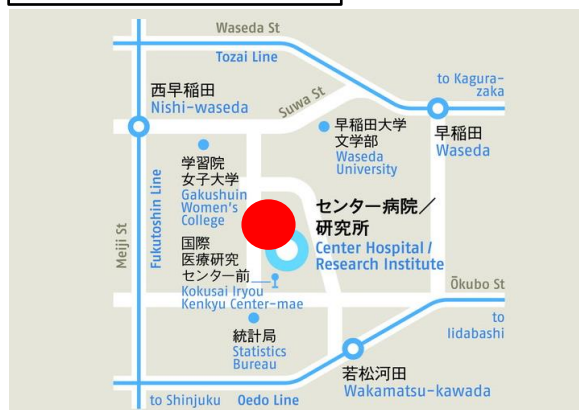 Waseda St
Tozai Line
to Kagura-
zaka
西早稲田
Nishi-waseda
Suwa St
早稲田大学
文学部
Waseda
University
早稲田
Waseda
学習院
女子大学
Gakushuin
Women's
College
センター病院／
研究所
Center Hospital /
Research Institute
Meiji St
Fukutoshin Line
国際
医療研究
センター前
Kokusai Iryou
Kenkyu Center-mae
Ōkubo St
to
Iidabashi
統計局
Statistics
Bureau
若松河田
Wakamatsu-kawada
to Shinjuku
Oedo Line